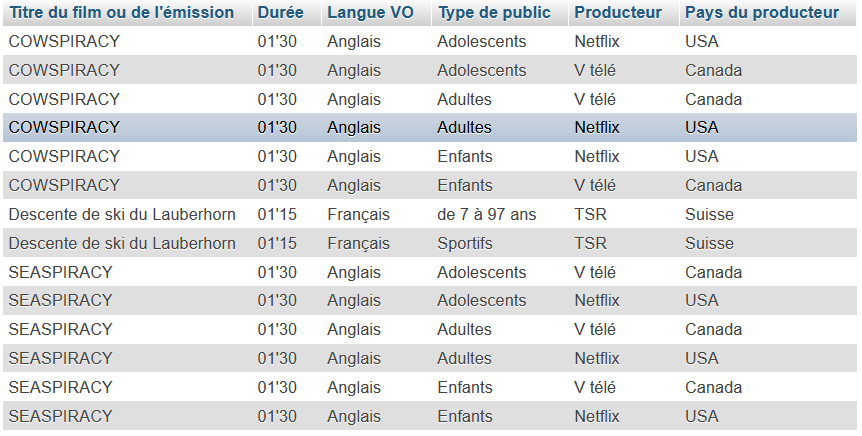 Titre du film ou de l'émission Durée Langue VO Type de public Producteur Pays du producteur
COWSPIRACY 01'30 Anglais Adolescents Netflix USA
COWSPIRACY 01'30 Anglais Adolescents V télé Canada
COWSPIRACY 01'30 Anglais Adultes V télé Canada
COWSPIRACY 01'30 Anglais Adultes Netflix USA
COWSPIRACY 01'30 Anglais Enfants Netflix USA
COWSPIRACY 01'30 Anglais Enfants V télé Canada
Descente de ski du Lauberhorn 01'15 Français de 7 à 97 ans TSR Suisse
Descente de ski du Lauberhorn 01'15 Français Sportifs TSR Suisse
SEASPIRACY 01'30 Anglais Adolescents V télé Canada
SEASPIRACY 01'30 Anglais Adolescents Netflix USA
SEASPIRACY 01'30 Anglais Adultes V télé Canada
SEASPIRACY 01'30 Anglais Adultes Netflix USA
SEASPIRACY 01'30 Anglais Enfants V télé Canada
SEASPIRACY 01'30 Anglais Enfants Netflix USA